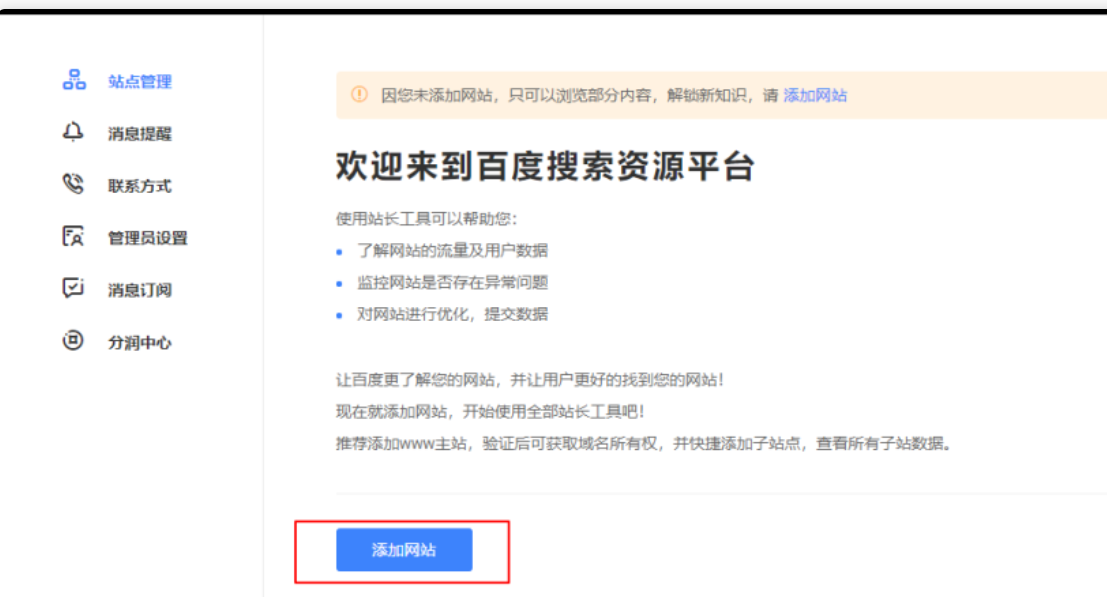 站点管理
消息提醒
联系方式
管理员设置
消息订阅
分润中心
因您未添加网站，只可以浏览部分内容，解锁新知识，请 添加网站
欢迎来到百度搜索资源平台
使用站长工具可以帮助您：
了解网站的流量及用户数据
监控网站是否存在异常问题
对网站进行优化，提交数据
让百度更了解您的网站，并让用户更好的找到您的网站！
现在就添加网站，开始使用全部站长工具吧！
推荐添加www主站，验证后可获取域名所有权，并快捷添加子站点，查看所有子站数据。
添加网站